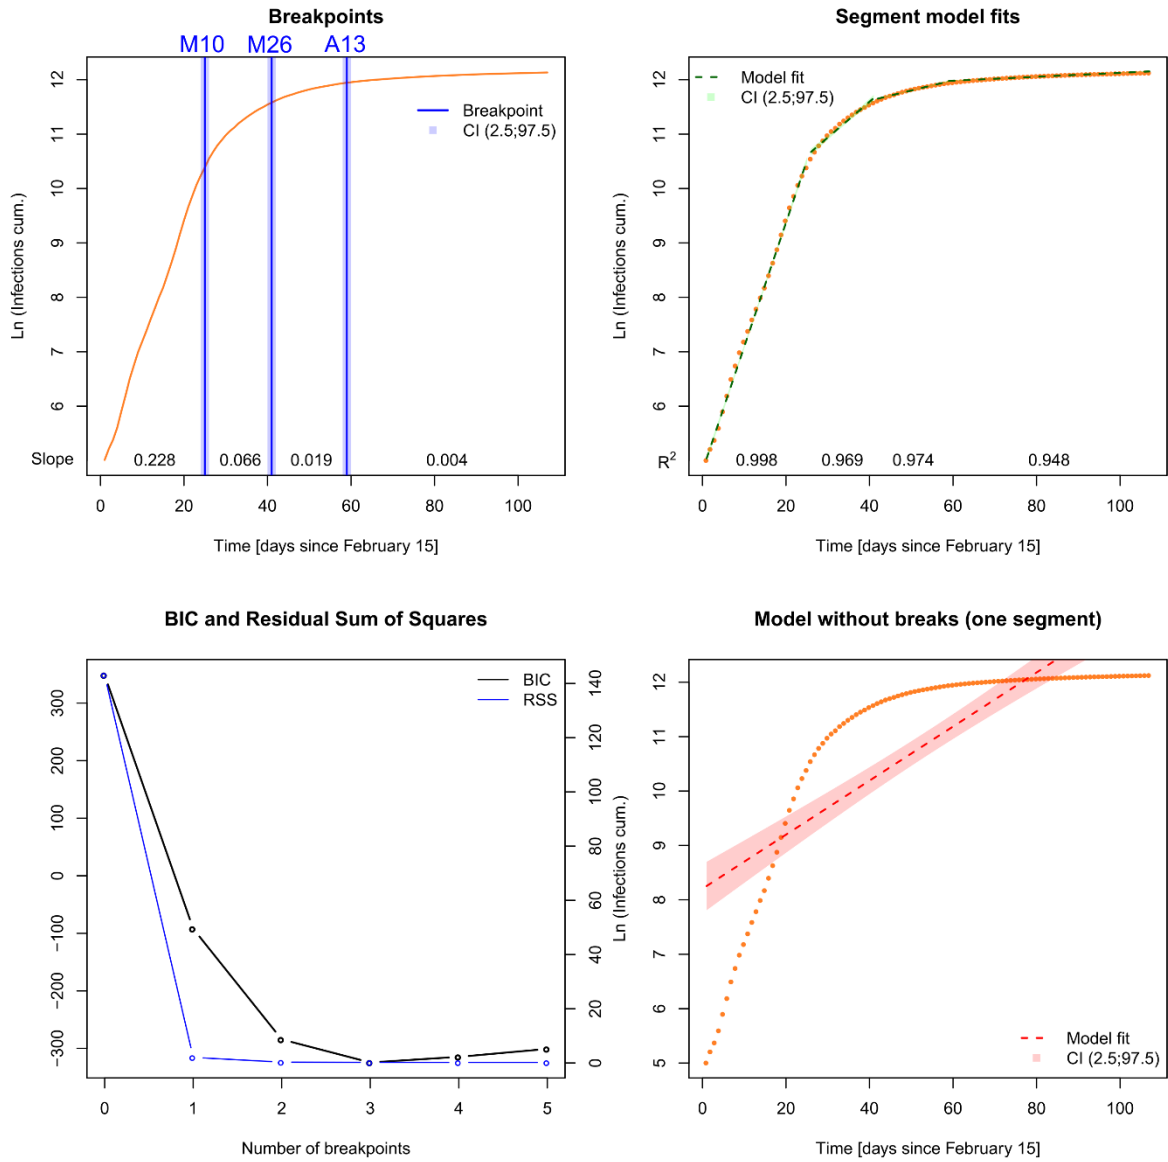 Breakpoints
M10 M26 A13
12
11
10
9
8
7
6
5
Ln (Infections cum.)
Breakpoint
CI (2.5;97.5)
Slope 0.228 0.066 0.019 0.004
0 20 40 60 80 100
Time [days since February 15]
Segment model fits
12
11
10
9
8
7
6
5
Ln (Infections cum.)
Model fit
CI (2.5;97.5)
R² 0.998 0.969 0.974 0.948
0 20 40 60 80 100
Time [days since February 15]
BIC and Residual Sum of Squares
300
200
100
0
−100
−200
−300
BIC
RSS
140
120
100
80
60
40
20
0
0 1 2 3 4 5
Number of breakpoints
Model without breaks (one segment)
12
11
10
9
8
7
6
5
Ln (Infections cum.)
Model fit
CI (2.5;97.5)
0 20 40 60 80 100
Time [days since February 15]